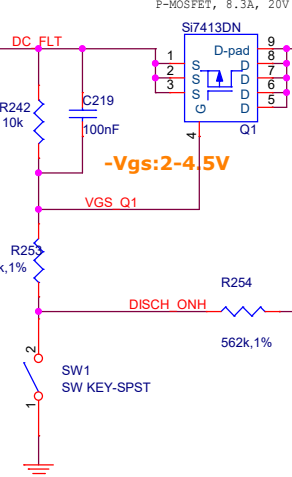 P-MOSFET, 8.3A, 20V
Si7413DN
DC_FLT
D-pad
9
1
S
D
8
2
S
D
7
3
S
D
6
G
D
5
4
Q1
R242
10k
C219
100nF
-Vgs:2-4.5V
VGS_Q1
R253
k,1%
R254
DISCH_ONH
562k,1%
2
SW1
SW KEY-SPST
1